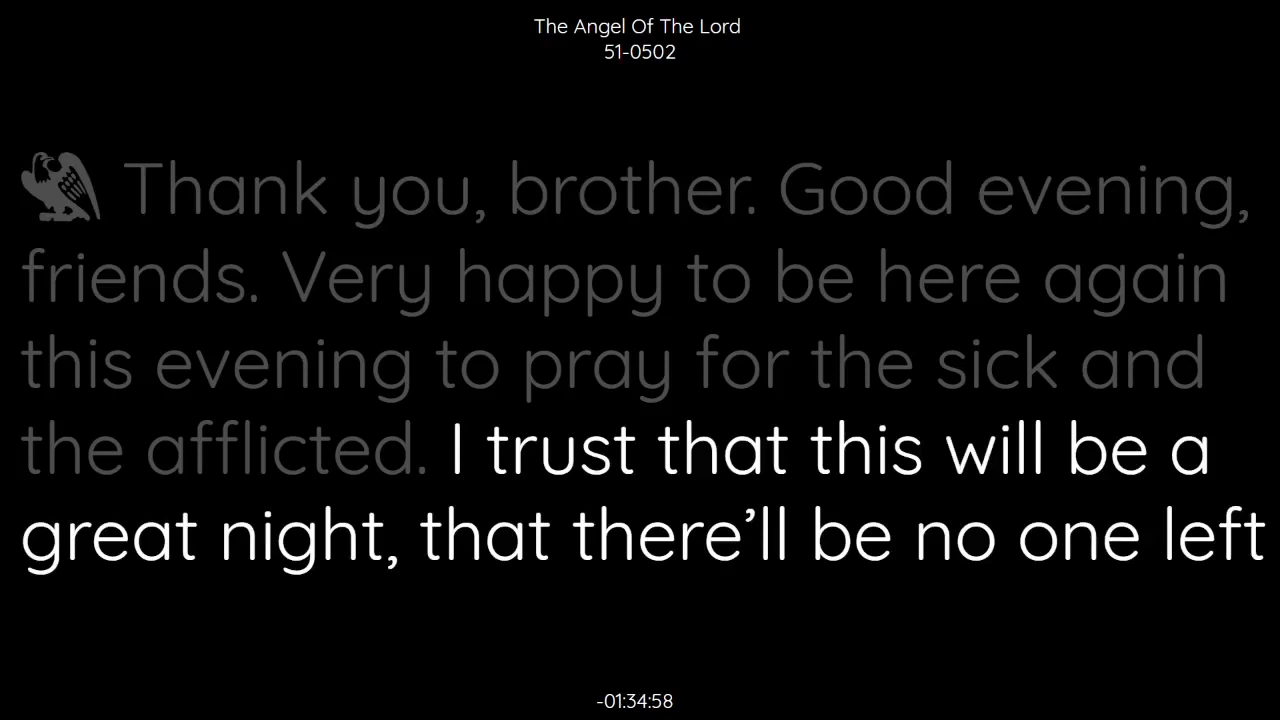 The Angel Of The Lord
51-0502
Thank you, brother. Good evening,
friends. Very happy to be here again
this evening to pray for the sick and
the afflicted. I trust that this will be a
great night, that there’ll be no one left
-01:34:58